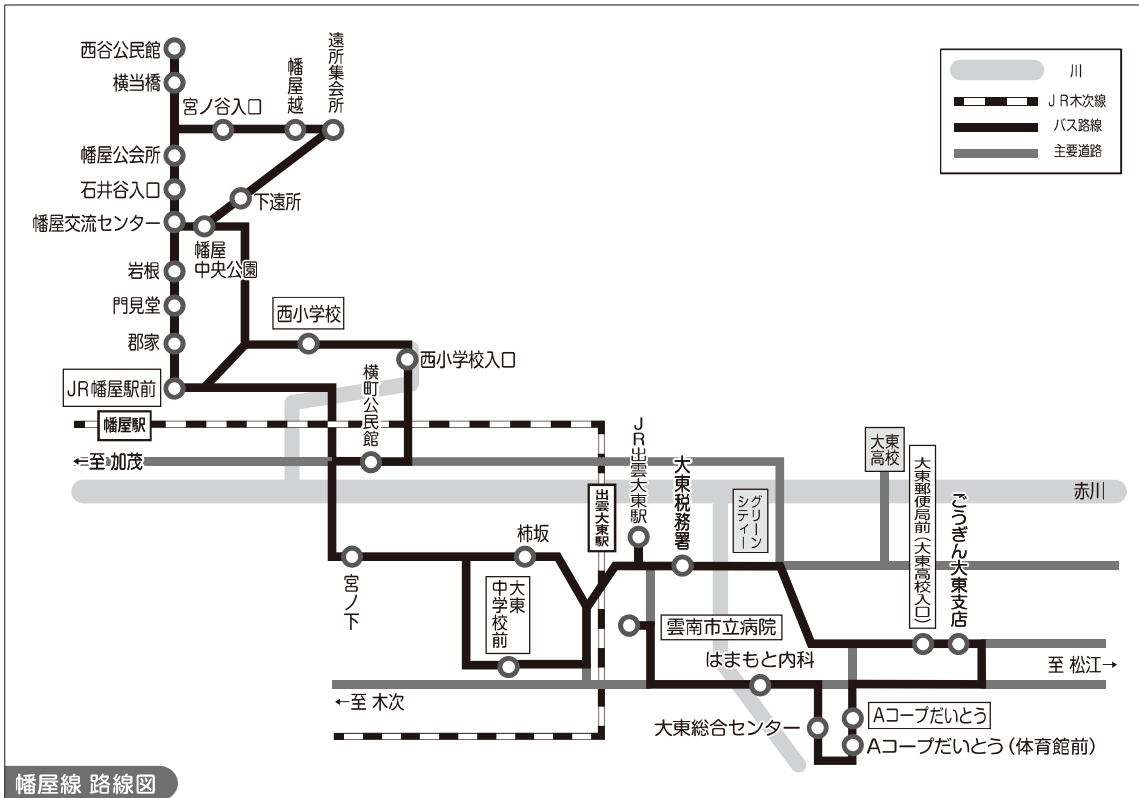 西谷公民館
横当橋
宮ノ谷入口
幡屋越
遠所集会所
幡屋公会所
石井谷入口
下遠所
幡屋交流センター
幡屋
中央公園
岩根
門見堂
郡家
JR幡屋駅前
西小学校
西小学校入口
横町公民館
幡屋駅
←至 加茂
川
JR木次線
バス路線
主要道路
JR出雲大東駅
大東税務署
出雲大東駅
グリーン
シティー
大東
高校
大東郵便局前(大東高校入口)
ごうぎん大東支店
赤川
柿坂
宮ノ下
大東
中学校前
雲南市立病院
はまもと内科
至 松江→
←至 木次
大東総合センター
Aコープだいとう
Aコープだいとう(体育館前)
幡屋線 路線図